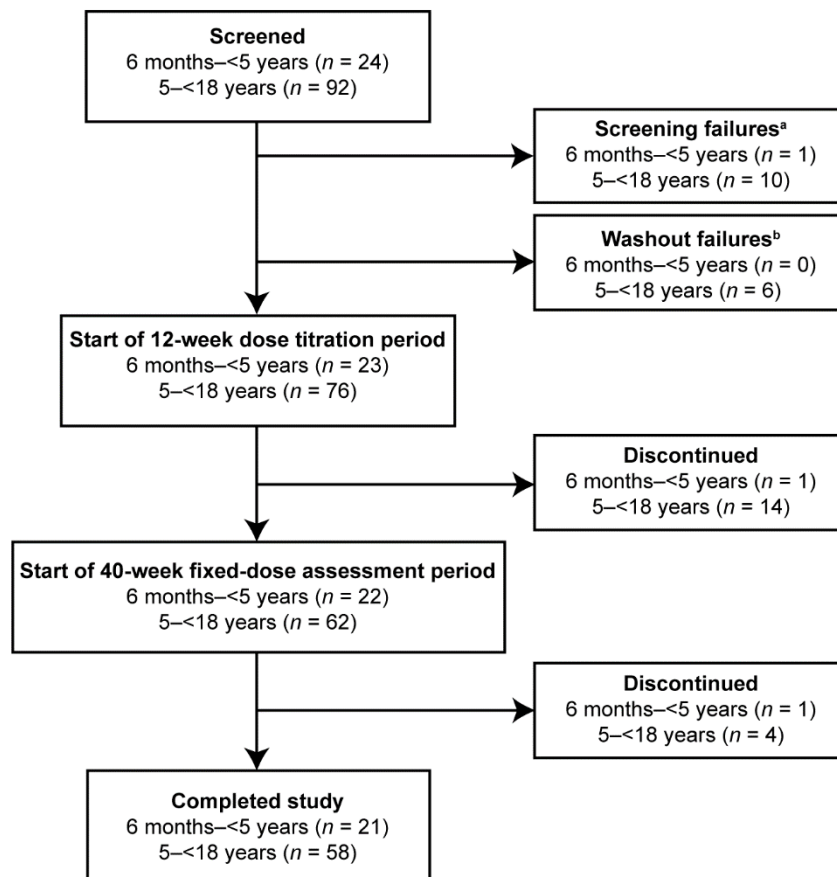 Screened
6 months–<5 years (n = 24)
5–<18 years (n = 92)
Screening failuresᵃ
6 months–<5 years (n = 1)
5–<18 years (n = 10)
Washout failuresᵇ
6 months–<5 years (n = 0)
5–<18 years (n = 6)
Start of 12-week dose titration period
6 months–<5 years (n = 23)
5–<18 years (n = 76)
Discontinued
6 months–<5 years (n = 1)
5–<18 years (n = 14)
Start of 40-week fixed-dose assessment period
6 months–<5 years (n = 22)
5–<18 years (n = 62)
Discontinued
6 months–<5 years (n = 1)
5–<18 years (n = 4)
Completed study
6 months–<5 years (n = 21)
5–<18 years (n = 58)